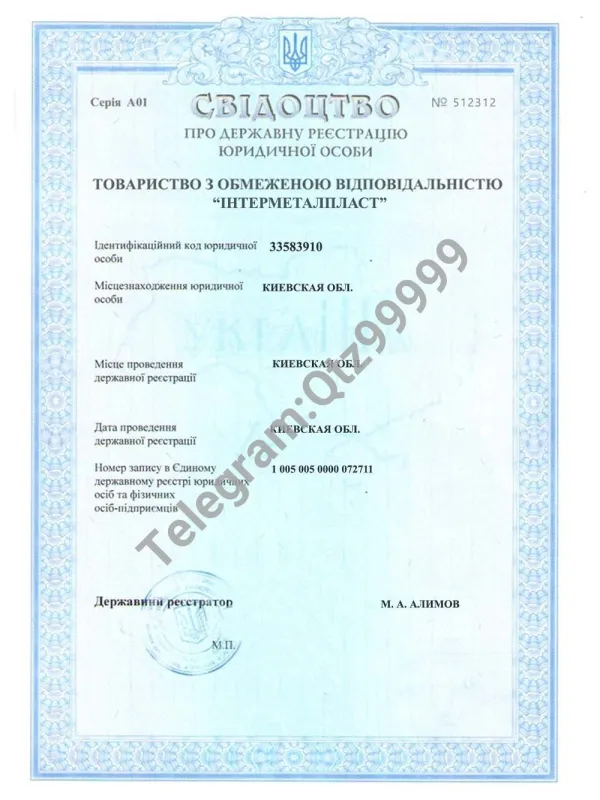 Серія А01
СВІДОЦТВО
№ 512312
ПРО ДЕРЖАВНУ РЕЄСТРАЦІЮ
ЮРИДИЧНОЇ ОСОБИ
ТОВАРИСТВО З ОБМЕЖЕНОЮ ВІДПОВІДАЛЬНІСТЮ
“ІНТЕРМЕТАЛПЛАСТ”
Ідентифікаційний код юридичної
особи
33583910
Місцезнаходження юридичної
особи
КИЕВСКАЯ ОБЛ.
УКРАЇНА
Місце проведення
державної реєстрації
КИЕВСКАЯ ОБЛ.
Дата проведення
державної реєстрації
КИЕВСКАЯ ОБЛ.
Номер запису в Єдиному
державному реєстрі юридичних
осіб та фізичних
осіб-підприємців
1 005 005 0000 072711
Telegram:Qtz99999
Державини реєстратор
М. А. АЛИМОВ
М.П.